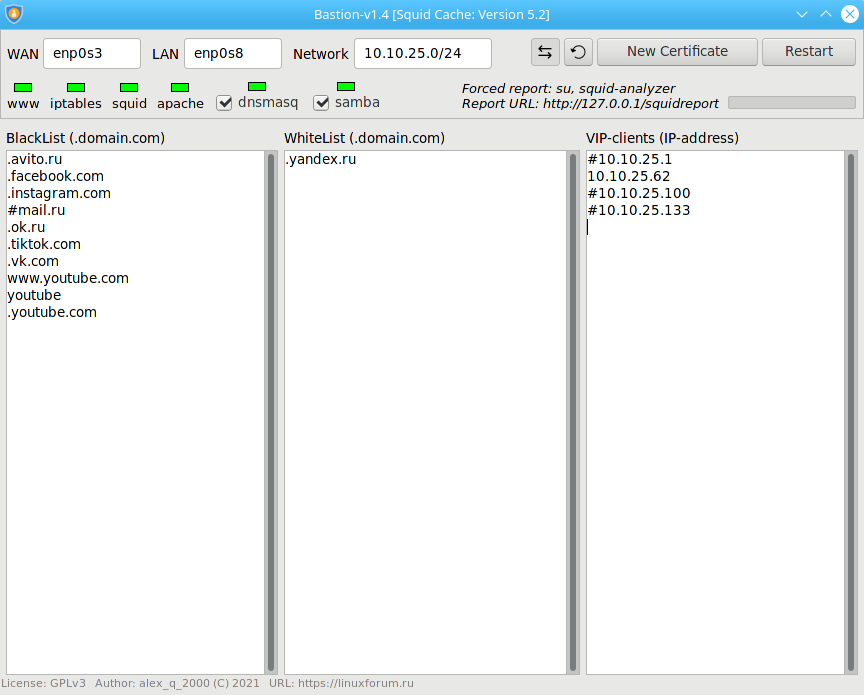 Bastion-v1.4 [Squid Cache: Version 5.2]
WAN enp0s3 LAN enp0s8 Network 10.10.25.0/24 New Certificate Restart
www iptables squid apache dnsmasq samba
Forced report: su, squid-analyzer
Report URL: http://127.0.0.1/squidreport
BlackList (.domain.com)
.avito.ru
.facebook.com
.instagram.com
#mail.ru
.ok.ru
.tiktok.com
.vk.com
www.youtube.com
youtube
.youtube.com
WhiteList (.domain.com)
.yandex.ru
VIP-clients (IP-address)
#10.10.25.1
10.10.25.62
#10.10.25.100
#10.10.25.133
License: GPLv3 Author: alex_q_2000 (C) 2021 URL: https://linuxforum.ru